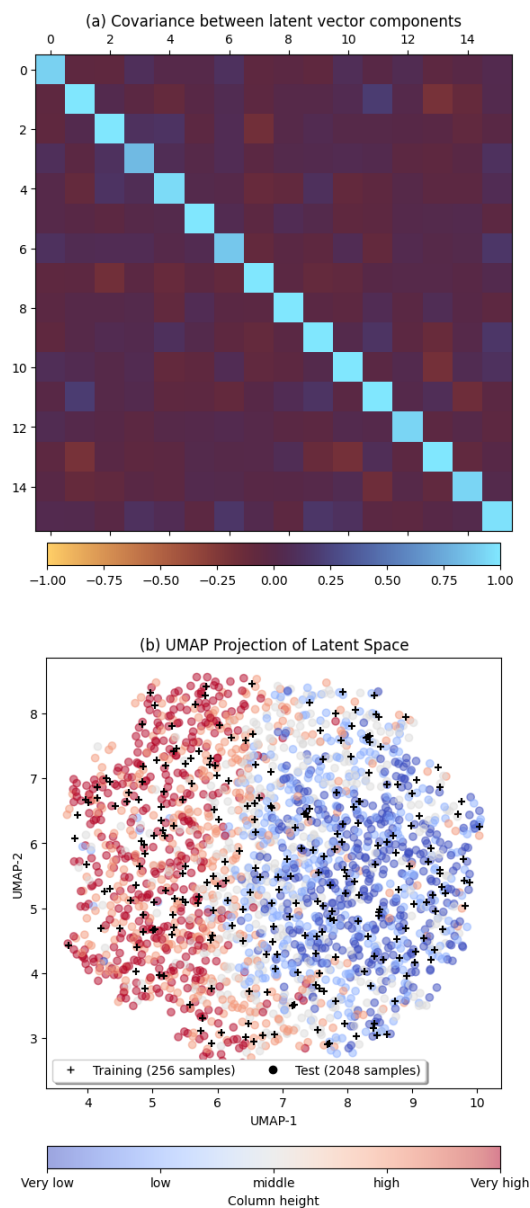 (a) Covariance between latent vector components
0 2 4 6 8 10 12 14
0
2
4
6
8
10
12
14
−1.00 −0.75 −0.50 −0.25 0.00 0.25 0.50 0.75 1.00
(b) UMAP Projection of Latent Space
8
7
6
5
4
3
UMAP-2
+ Training (256 samples) ● Test (2048 samples)
4 5 6 7 8 9 10
UMAP-1
Very low low middle high Very high
Column height